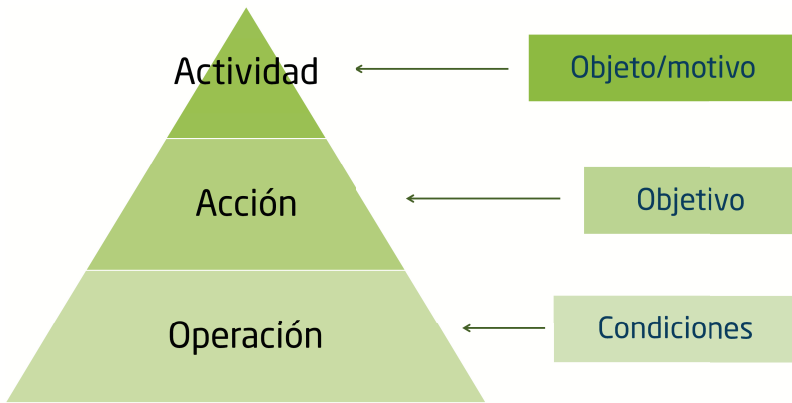 Actividad
Objeto/motivo
Acción
Objetivo
Operación
Condiciones